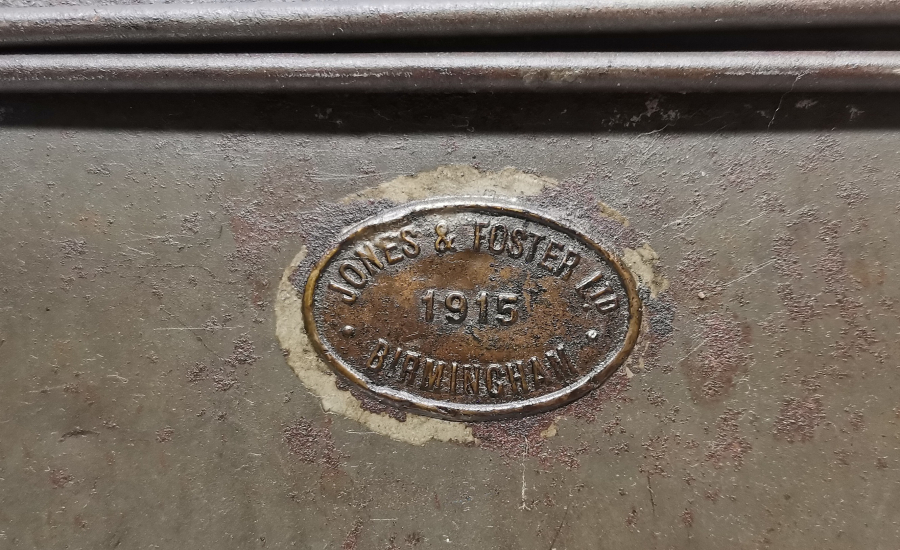 JONES & FOSTER LTD
1915
BIRMINGHAM